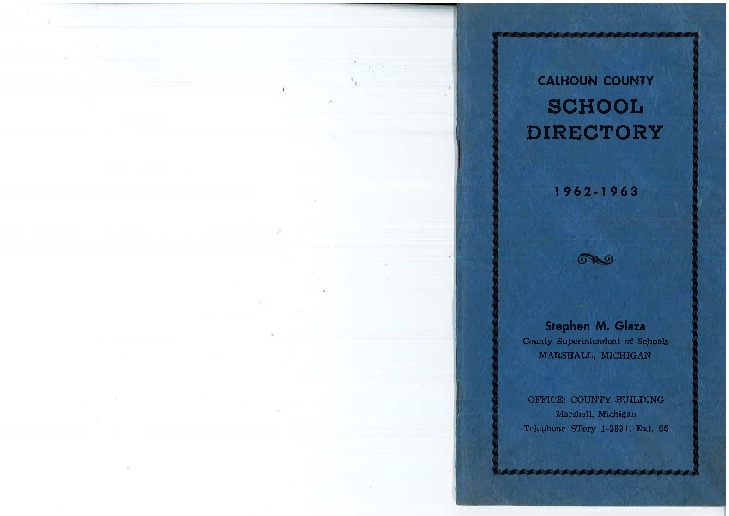 CALHOUN COUNTY
SCHOOL
DIRECTORY
1962-1963
Stephen M. Glaza
County Superintendent of Schools
MARSHALL, MICHIGAN
OFFICE: COUNTY BUILDING
Marshall, Michigan
Telephone STory 1-2831, Ext. 66